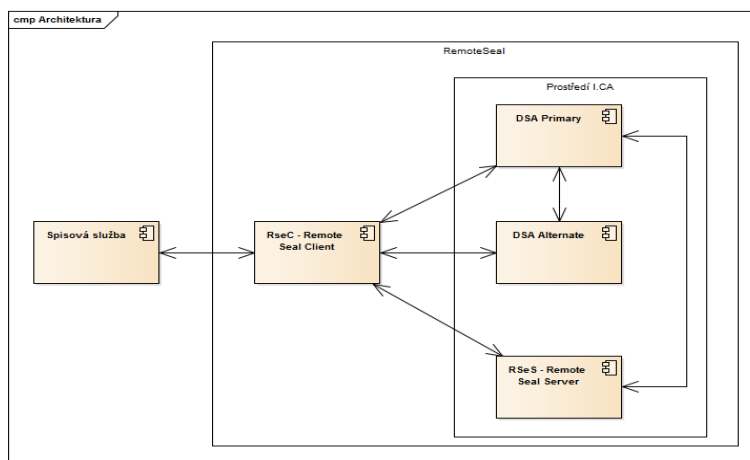 cmp Architektura
RemoteSeal
Prostředí I.CA
DSA Primary
Spisová služba
RseC - Remote
Seal Client
DSA Alternate
RSeS - Remote
Seal Server